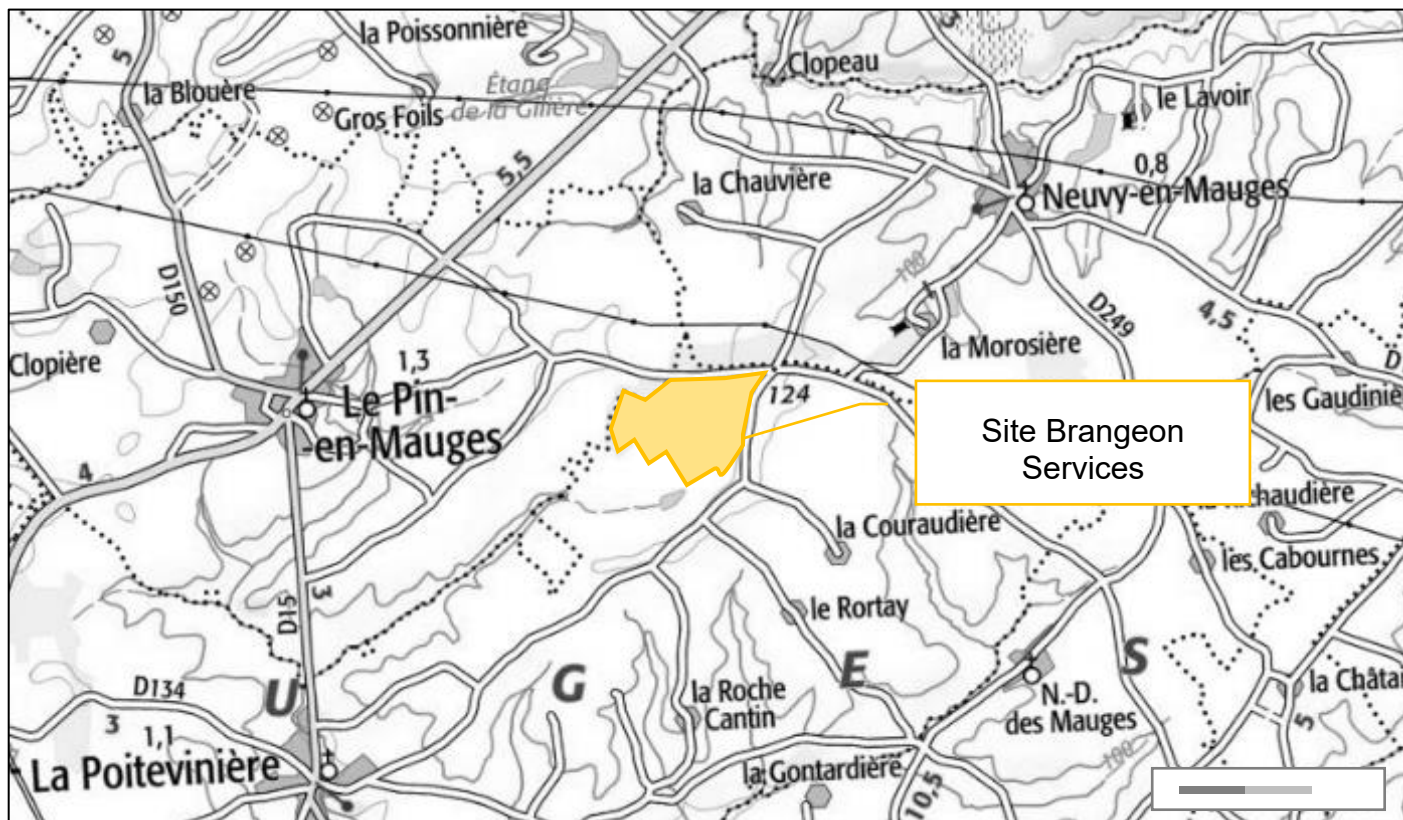 la Poissonnière
5
Clopeau
la Blouère
Étang
de la Gilière
Gros Foils
le Lavoir
5,5
0,8
la Chauvière
Neuvy-en-Mauges
D150
100
D249
4,5
Clopière
1,3
la Morosière
D
Le Pin-
-en-Mauges
124
les Gaudiniè
Site Brangeon
Services
4
haudière
la Couraudière
les Cabournes
3
D15
le Rortay
U
G
E
S
D134
la Roche
Cantin
N.-D.
des Mauges
la Châtai
3
1,1
5
La Poitevinière
la Gontardière
100
10,5